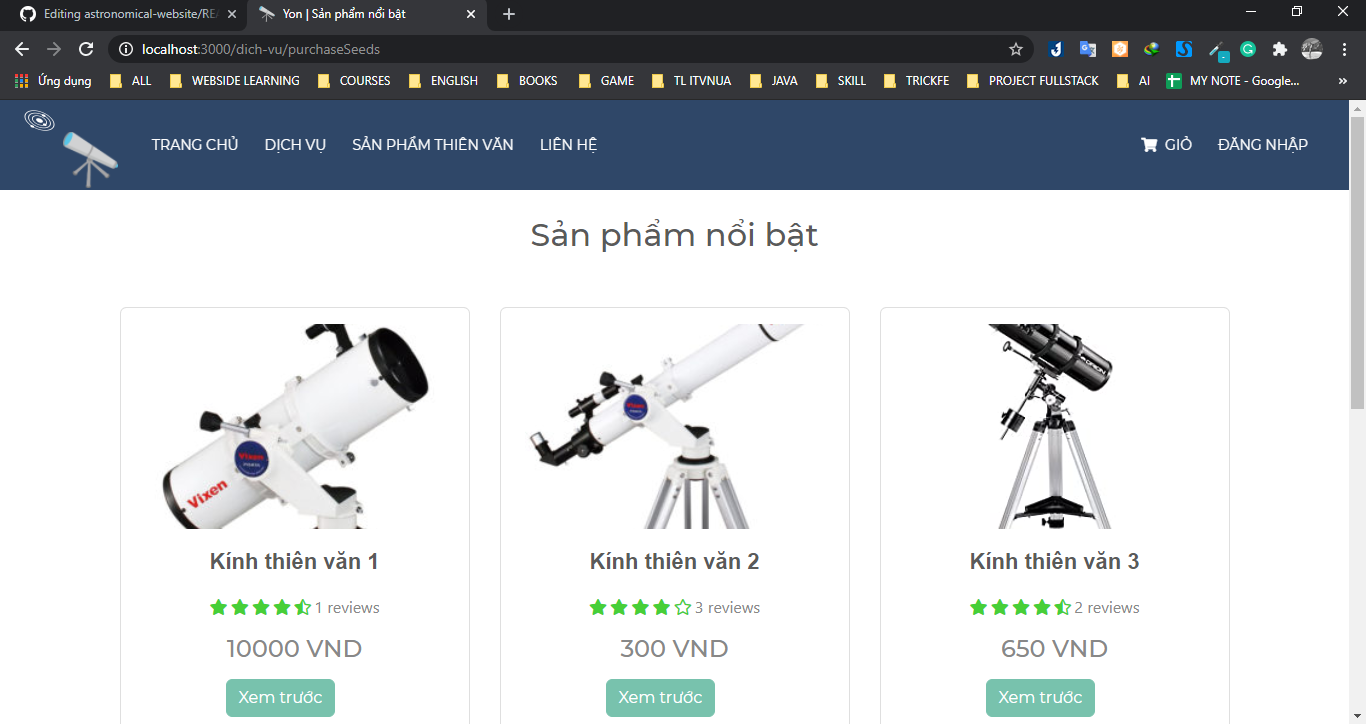 Editing astronomical-website/REA
Yon | Sản phẩm nổi bật
localhost:3000/dich-vu/purchaseSeeds
Ứng dụng ALL WEBSIDE LEARNING COURSES ENGLISH BOOKS GAME TL ITVNUA JAVA SKILL TRICKFE PROJECT FULLSTACK AI MY NOTE - Google... »
TRANG CHỦ DỊCH VỤ SẢN PHẨM THIÊN VĂN LIÊN HỆ GIỎ ĐĂNG NHẬP
Sản phẩm nổi bật
Vixen
Vixen
Vixen
ORION
Kính thiên văn 1
1 reviews
10000 VND
Xem trước
Kính thiên văn 2
3 reviews
300 VND
Xem trước
Kính thiên văn 3
2 reviews
650 VND
Xem trước